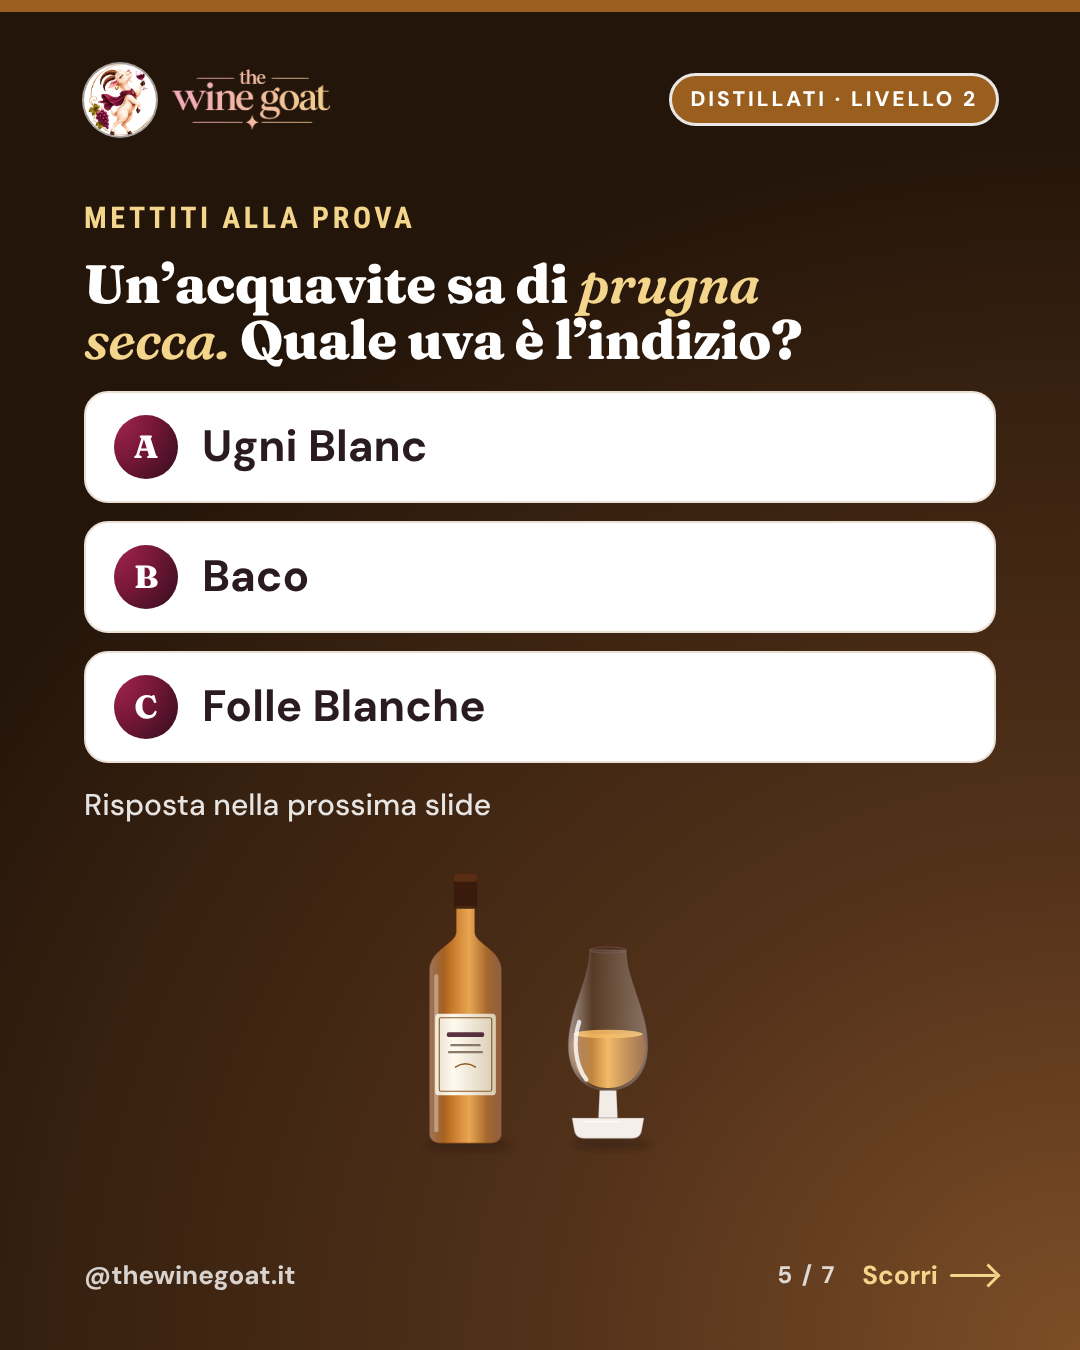 the
wine goat
DISTILLATI · LIVELLO 2
METTITI ALLA PROVA
Un’acquavite sa di prugna
secca. Quale uva è l’indizio?
A Ugni Blanc
B Baco
C Folle Blanche
Risposta nella prossima slide
@thewinegoat.it
5 / 7 Scorri